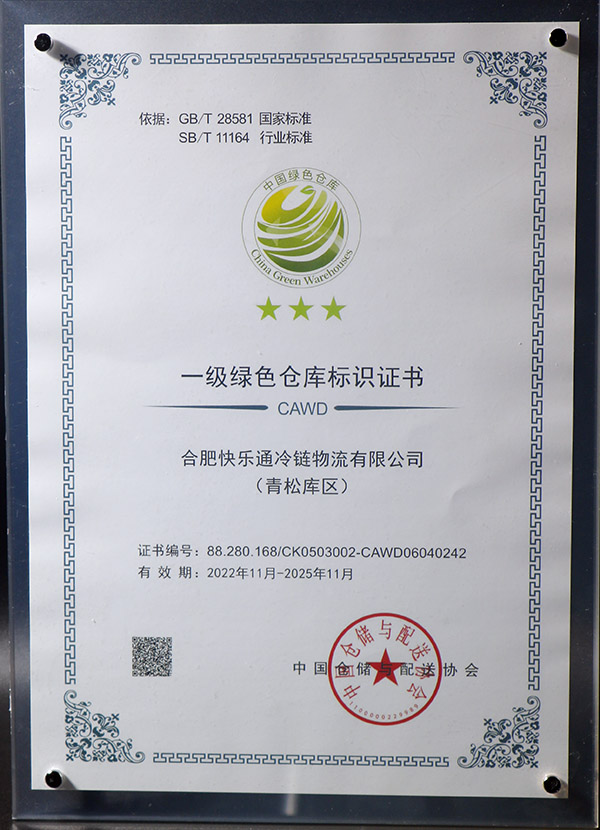 依据：GB/T 28581 国家标准
SB/T 11164 行业标准
中国绿色仓库
China Green Warehouses
一级绿色仓库标识证书
CAWD
合肥快乐通冷链物流有限公司
（青松库区）
证书编号：88.280.168/CK0503002-CAWD06040242
有 效 期：2022年11月-2025年11月
中国仓储与配送协会
中国仓储与配送协会
1100000229989